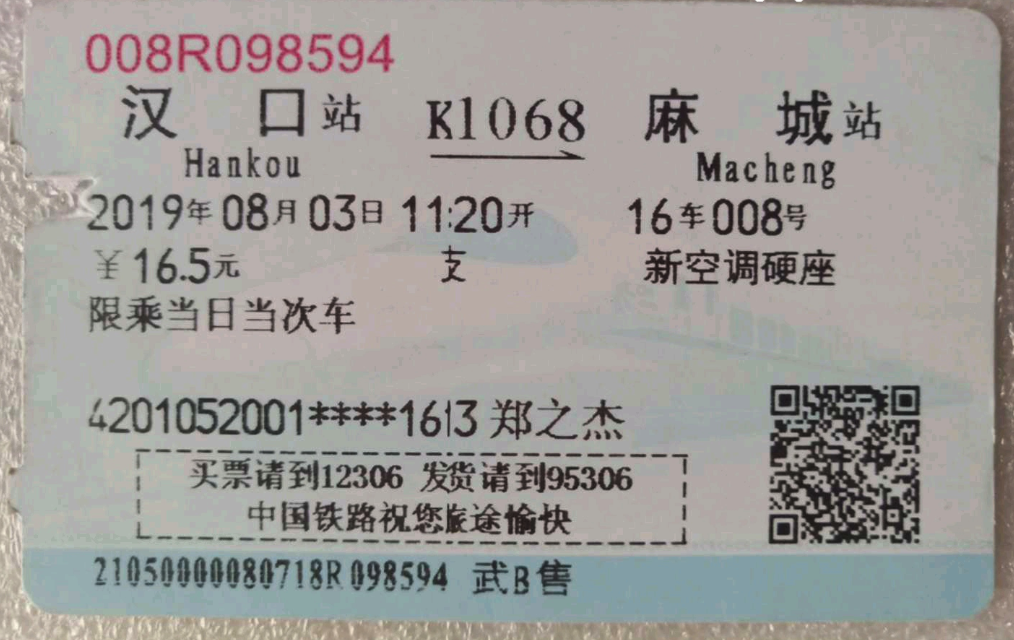 008R098594
汉口站 K1068 麻城站
Hankou Macheng
2019年08月03日 11:20开 16车008号
￥16.5元 支 新空调硬座
限乘当日当次车
4201052001****1613 郑之杰
买票请到12306 发货请到95306
中国铁路祝您旅途愉快
21050000080718R098594 武B售